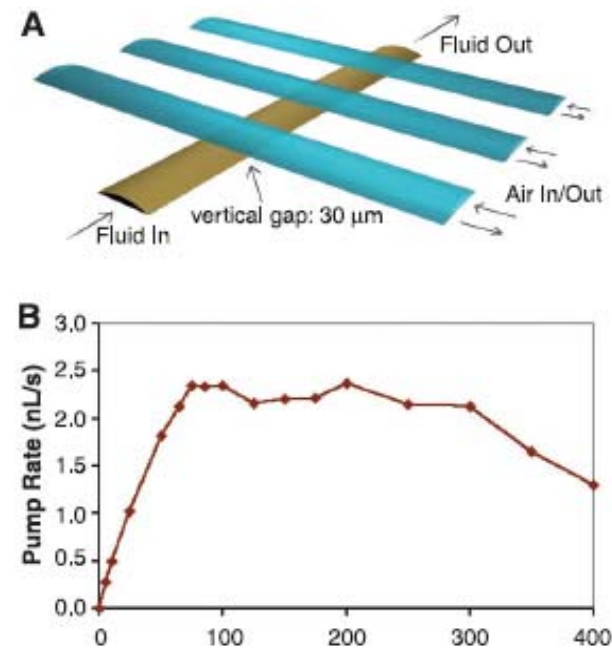 A
Fluid Out
Air In/Out
vertical gap: 30 µm
Fluid In
B
Pump Rate (nL/s)
3.0
2.5
2.0
1.5
1.0
0.5
0.0
0 100 200 300 400